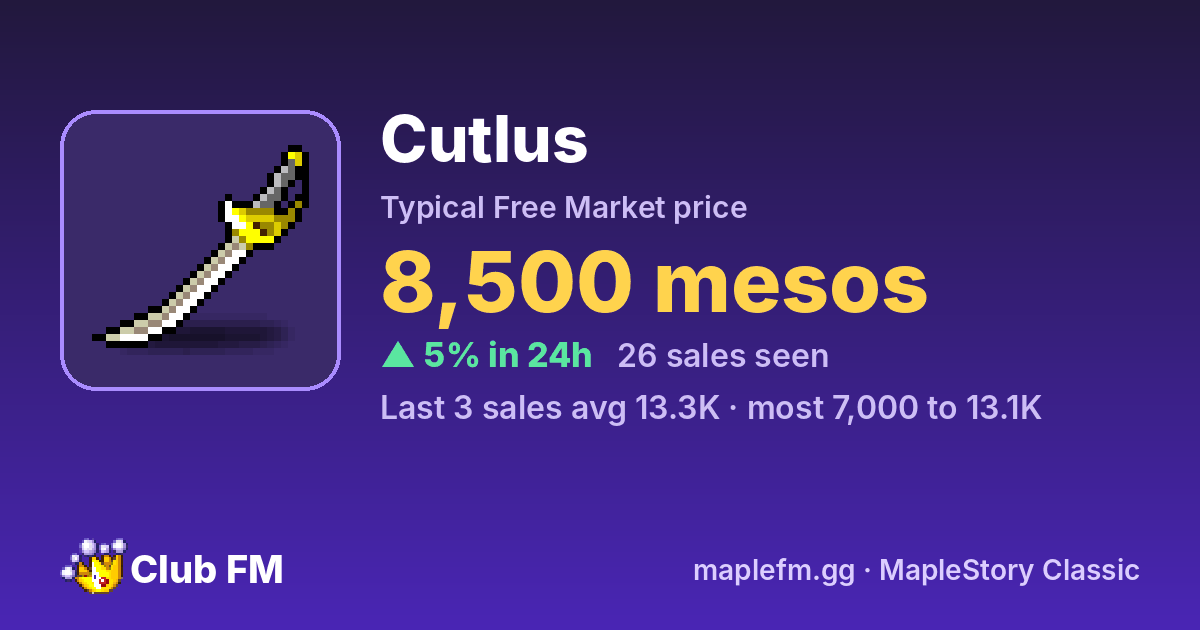 Cutlus
Typical Free Market price
8,500 mesos
▲ 5% in 24h 26 sales seen
Last 3 sales avg 13.3K · most 7,000 to 13.1K
Club FM
maplefm.gg · MapleStory Classic